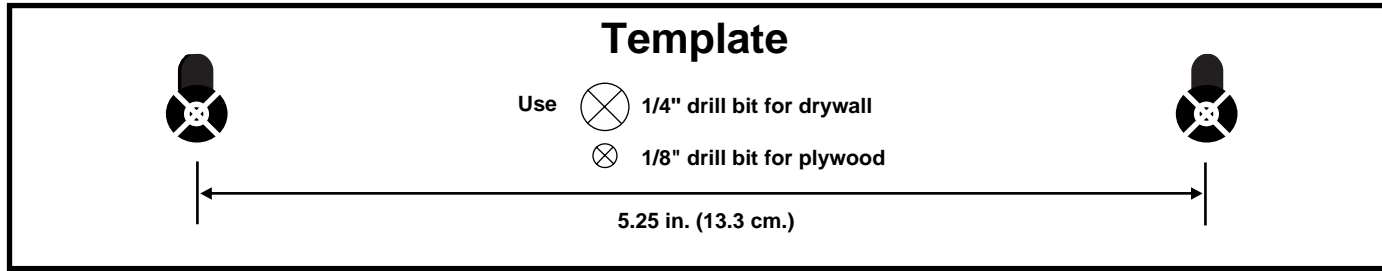 Template
Use 1/4" drill bit for drywall
1/8" drill bit for plywood
5.25 in. (13.3 cm.)